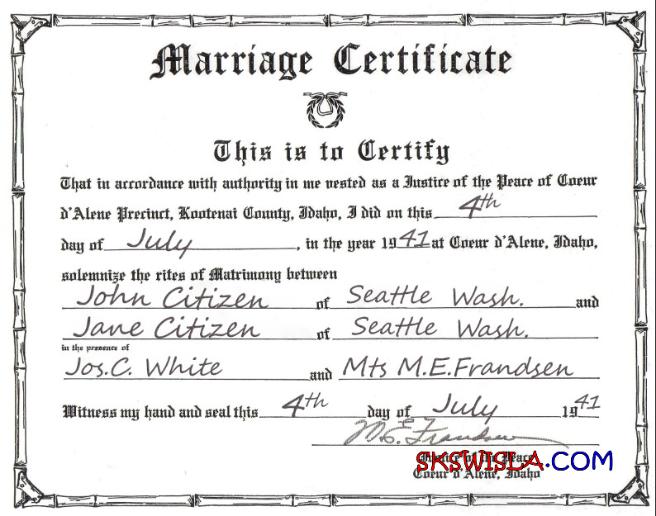 Marriage Certificate
This is to Certify
That in accordance with authority in me vested as a Justice of the Peace of Coeur
d'Alene Precinct, Kootenai County, Idaho, I did on this 4th
day of July, in the year 1941 at Coeur d'Alene, Idaho,
solemnize the rites of Matrimony between
John Citizen of Seattle Wash. and
Jane Citizen of Seattle Wash.
in the presence of
Jos.C. White and Mts M.E.Frandsen
Witness my hand and seal this 4th day of July 1941
M.E. Frandsen
Justice of the Peace
SKSWISLA.COM
Coeur d'Alene, Idaho